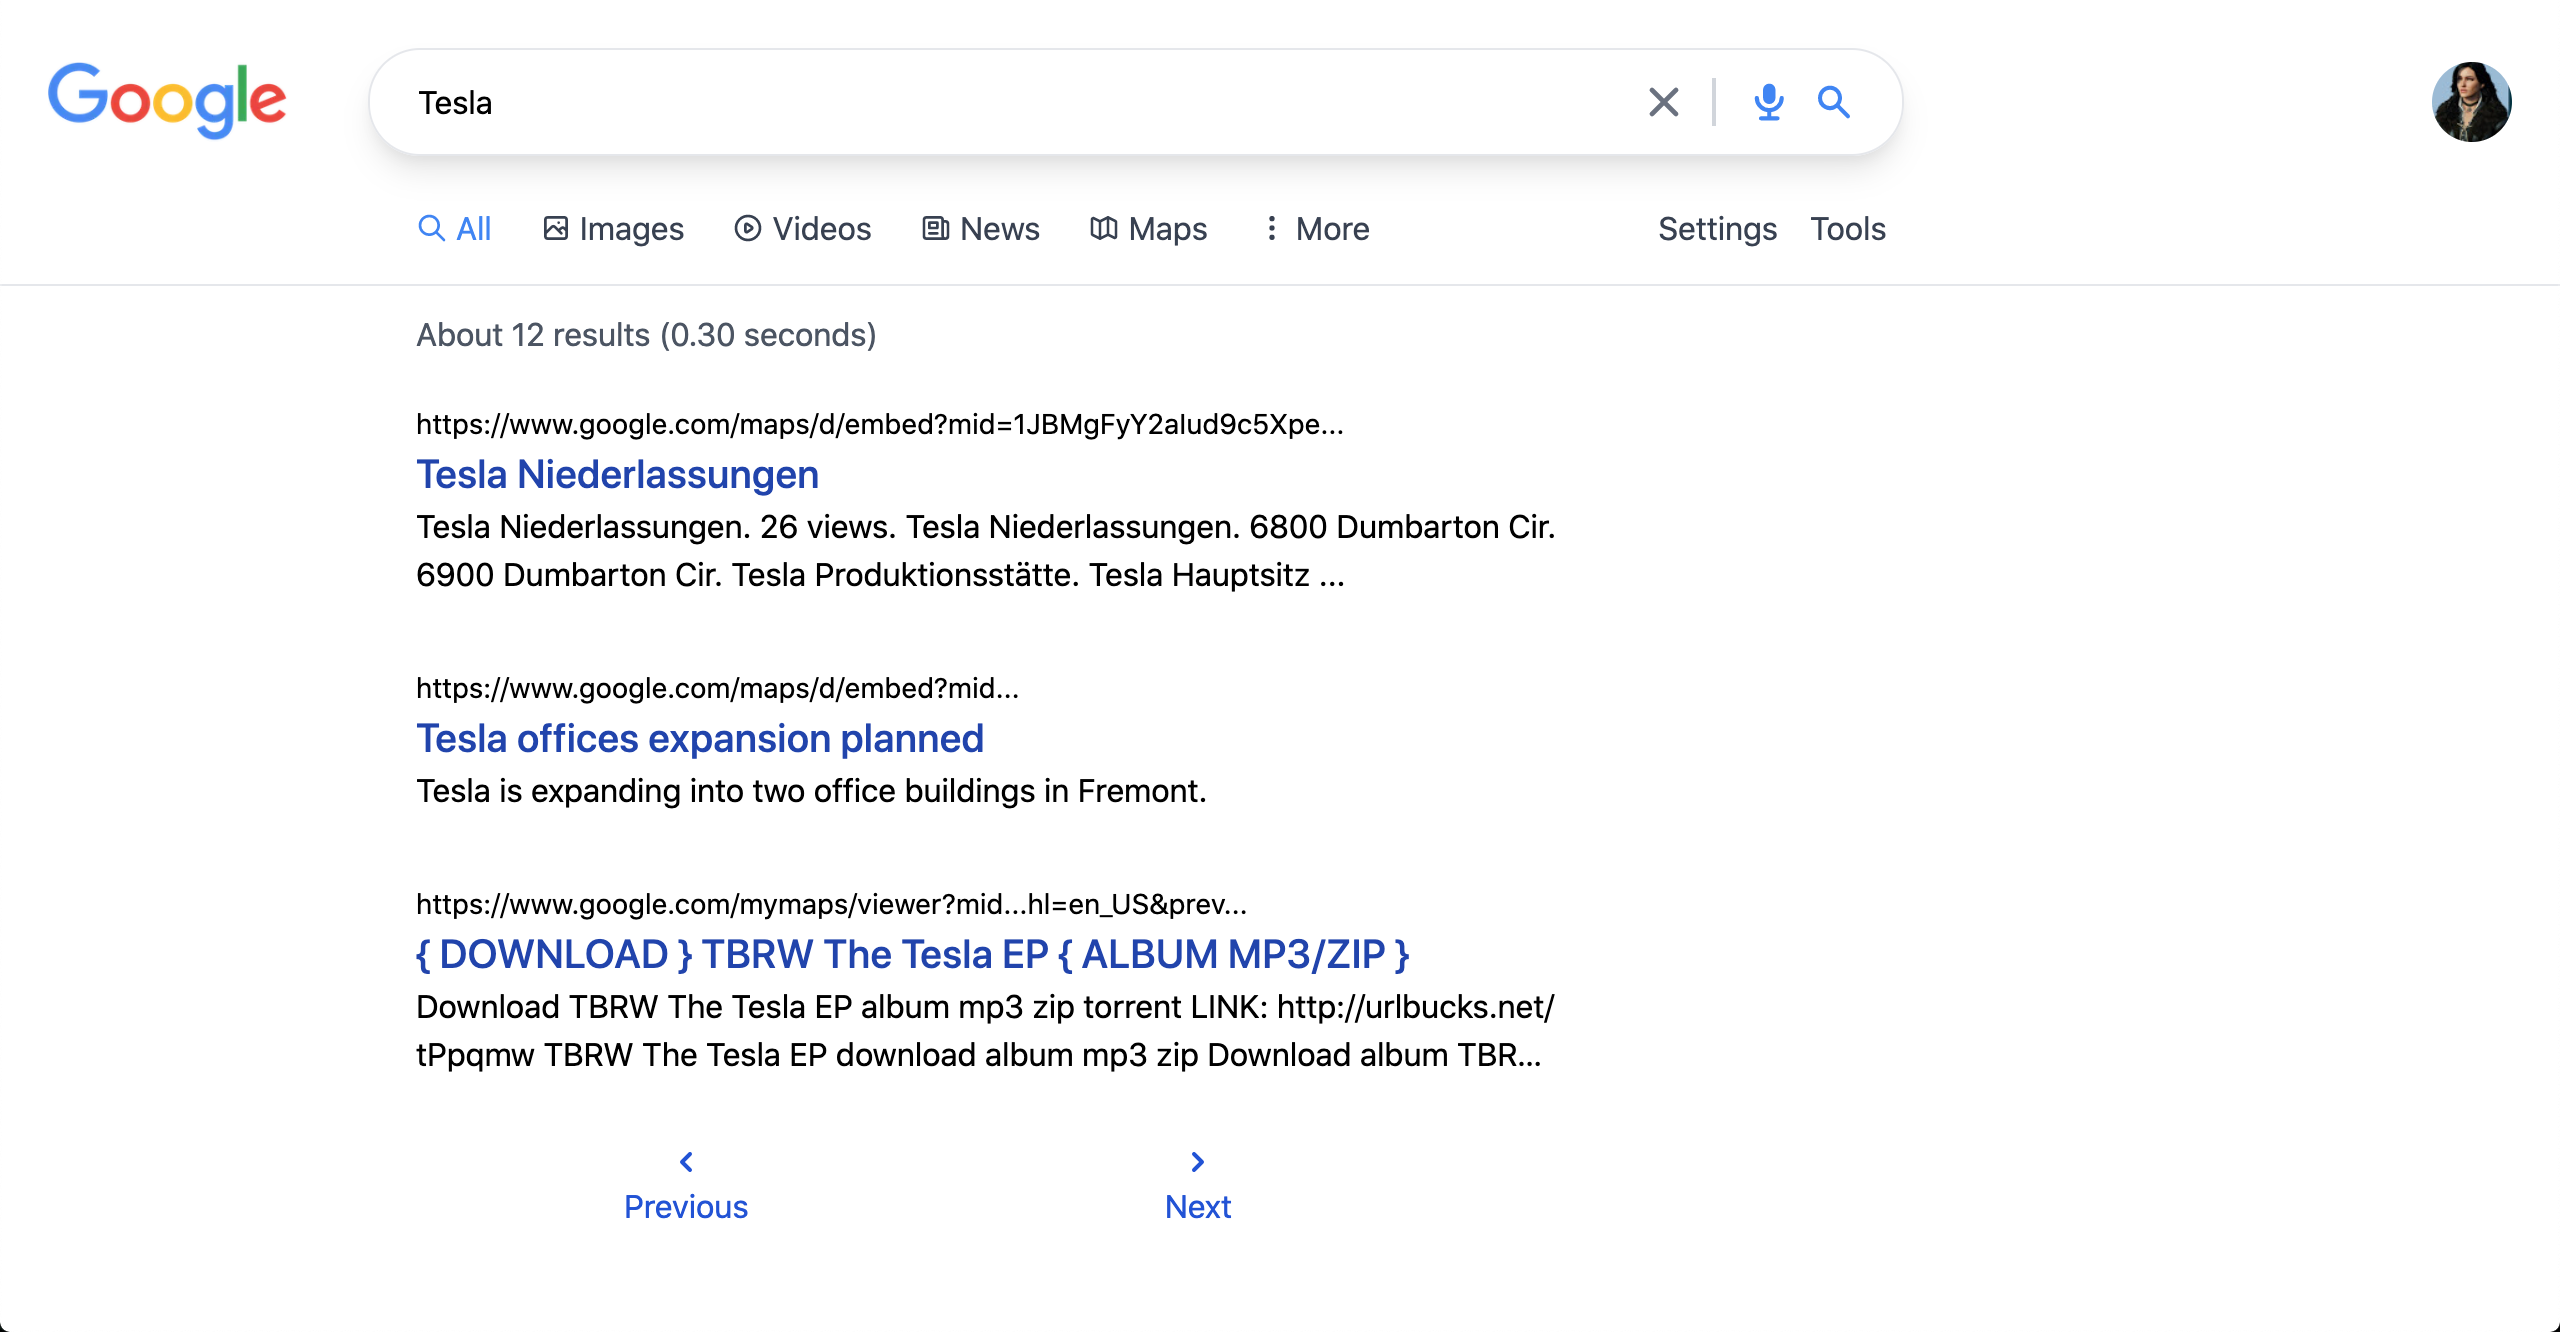 Google
Tesla
All Images Videos News Maps More Settings Tools
About 12 results (0.30 seconds)
https://www.google.com/maps/d/embed?mid=1JBMgFyY2aIud9c5Xpe...
Tesla Niederlassungen
Tesla Niederlassungen. 26 views. Tesla Niederlassungen. 6800 Dumbarton Cir.
6900 Dumbarton Cir. Tesla Produktionsstätte. Tesla Hauptsitz ...
https://www.google.com/maps/d/embed?mid...
Tesla offices expansion planned
Tesla is expanding into two office buildings in Fremont.
https://www.google.com/mymaps/viewer?mid...hl=en_US&prev...
{ DOWNLOAD } TBRW The Tesla EP { ALBUM MP3/ZIP }
Download TBRW The Tesla EP album mp3 zip torrent LINK: http://urlbucks.net/
tPpqmw TBRW The Tesla EP download album mp3 zip Download album TBR...
Previous Next